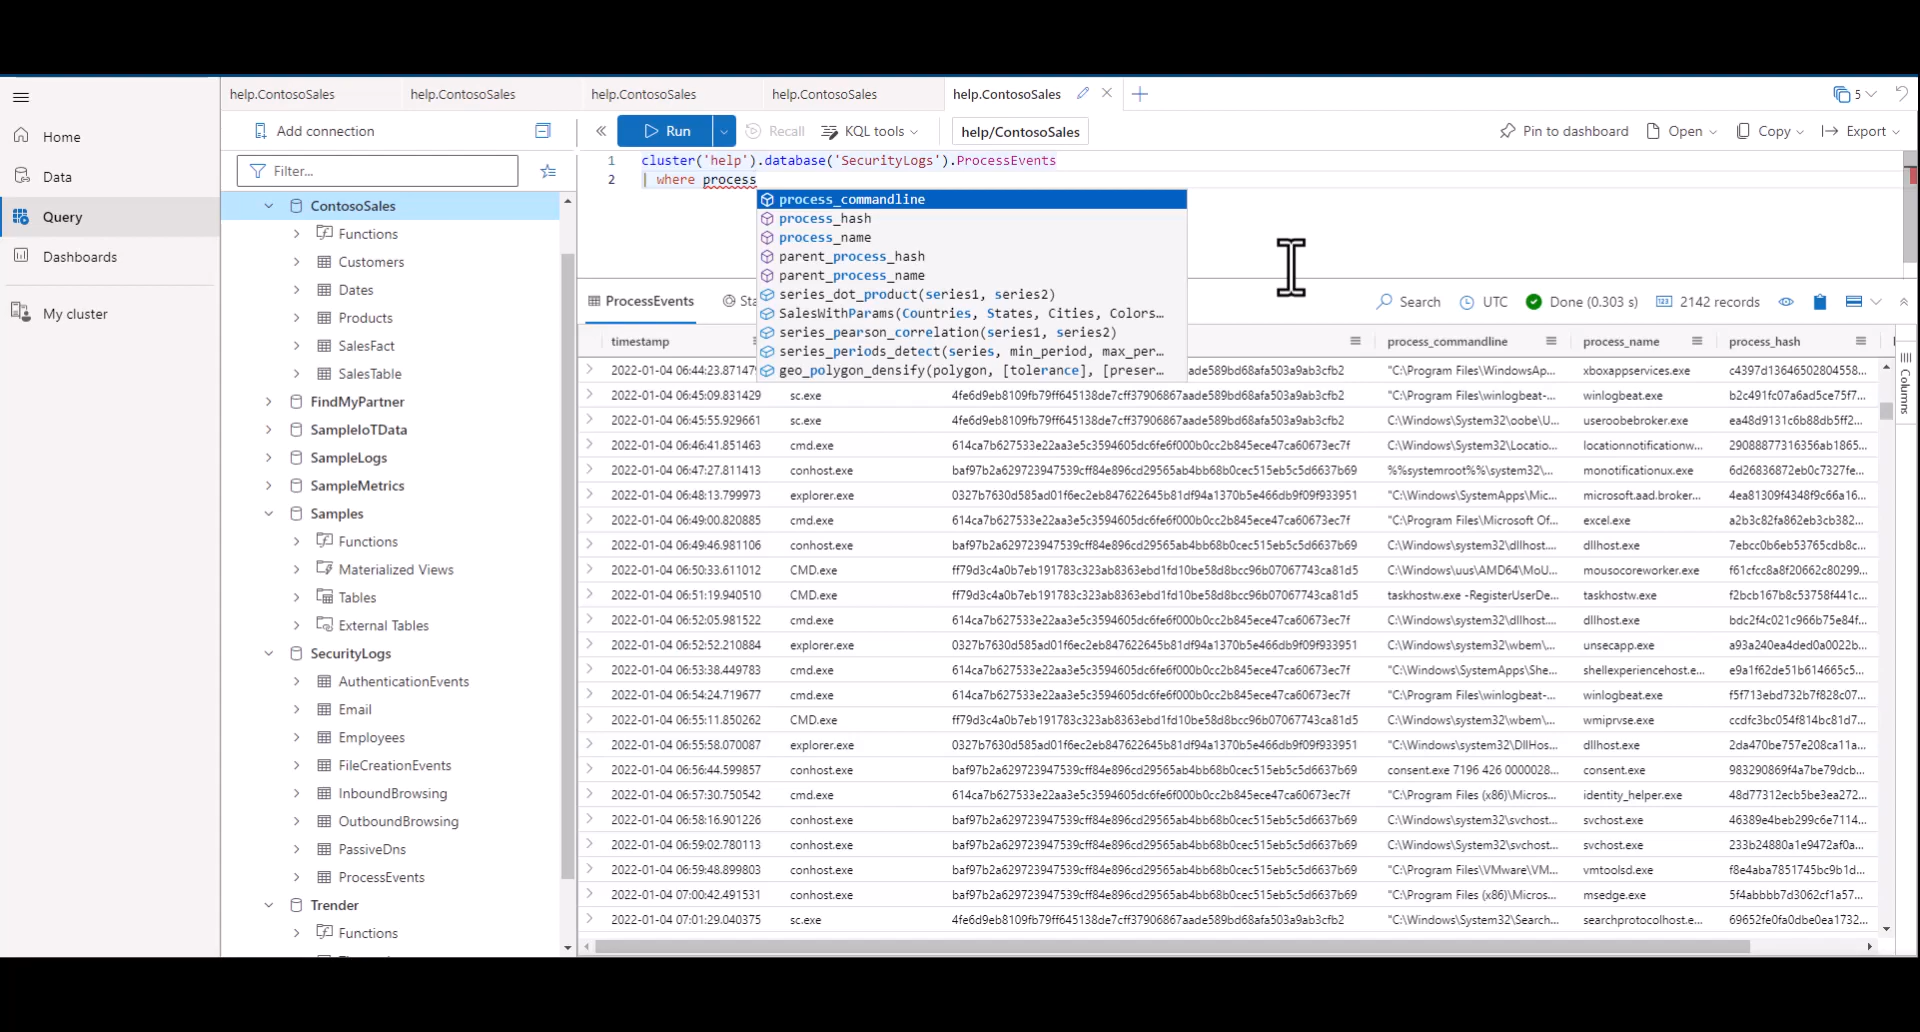 help.ContosoSales
help.ContosoSales
help.ContosoSales
help.ContosoSales
help.ContosoSales
5
Home
Data
Query
Dashboards
My cluster
Add connection
Filter...
ContosoSales
Functions
Customers
Dates
Products
SalesFact
SalesTable
FindMyPartner
SampleIoTData
SampleLogs
SampleMetrics
Samples
Functions
Materialized Views
Tables
External Tables
SecurityLogs
AuthenticationEvents
Email
Employees
FileCreationEvents
InboundBrowsing
OutboundBrowsing
PassiveDns
ProcessEvents
Trender
Functions
Run
Recall
KQL tools
help/ContosoSales
Pin to dashboard
Open
Copy
Export
1 cluster('help').database('SecurityLogs').ProcessEvents
2 | where process
process_commandline
process_hash
process_name
parent_process_hash
parent_process_name
series_dot_product(series1, series2)
SalesWithParams(Countries, States, Cities, Colors...
series_pearson_correlation(series1, series2)
series_periods_detect(series, min_period, max_per...
geo_polygon_densify(polygon, [tolerance], [preser...
ProcessEvents
Search UTC Done (0.303 s) 2142 records
Columns
timestamp process_commandline process_name process_hash
2022-01-04 06:44:23.87147 "C:\Program Files\WindowsAp... xboxappservices.exe c4397d13646502804558...
2022-01-04 06:45:09.831429 sc.exe 4fe6d9eb8109fb79ff645138de7cff37906867aade589bd68afa503a9ab3cfb2 "C:\Program Files\winlogbeat-... winlogbeat.exe b2c491fc07a6ad5ce75f7...
2022-01-04 06:45:55.929661 sc.exe 4fe6d9eb8109fb79ff645138de7cff37906867aade589bd68afa503a9ab3cfb2 C:\Windows\System32\oobe\U... useroobebroker.exe ea48d9131c6b88db5ff2...
2022-01-04 06:46:41.851463 cmd.exe 614ca7b627533e22aa3e5c3594605dc6fe6f000b0cc2b845ece47ca60673ec7f C:\Windows\System32\Locatio... locationnotificationw... 29088877316356ab1865...
2022-01-04 06:47:27.811413 conhost.exe baf97b2a629723947539cff84e896cd29565ab4bb68b0cec515eb5c5d6637b69 %%systemroot%%\system32\... monotificationux.exe 6d26836872eb0c7327fe...
2022-01-04 06:48:13.799973 explorer.exe 0327b7630d585ad01f6ec2eb847622645b81df94a1370b5e466db9f09f933951 "C:\Windows\SystemApps\Mic... microsoft.aad.broker... 4ea81309f4348f9c66a16...
2022-01-04 06:49:00.820885 cmd.exe 614ca7b627533e22aa3e5c3594605dc6fe6f000b0cc2b845ece47ca60673ec7f "C:\Program Files\Microsoft Of... excel.exe a2b3c82fa862eb3cb382...
2022-01-04 06:49:46.981106 conhost.exe baf97b2a629723947539cff84e896cd29565ab4bb68b0cec515eb5c5d6637b69 C:\Windows\system32\dllhost.... dllhost.exe 7ebcc0b6eb53765cdb8c...
2022-01-04 06:50:33.611012 CMD.exe ff79d3c4a0b7eb191783c323ab8363ebd1fd10be58d8bcc96b07067743ca81d5 C:\Windows\uus\AMD64\MoU... mousocoreworker.exe f61cfcc8a8f20662c80299...
2022-01-04 06:51:19.940510 CMD.exe ff79d3c4a0b7eb191783c323ab8363ebd1fd10be58d8bcc96b07067743ca81d5 taskhostw.exe -RegisterUserDe... taskhostw.exe f2bcb167b8c53758f441c...
2022-01-04 06:52:05.981522 cmd.exe 614ca7b627533e22aa3e5c3594605dc6fe6f000b0cc2b845ece47ca60673ec7f C:\Windows\system32\dllhost.... dllhost.exe bdc2f4c021c966b75e84f...
2022-01-04 06:52:52.210884 explorer.exe 0327b7630d585ad01f6ec2eb847622645b81df94a1370b5e466db9f09f933951 C:\Windows\system32\wbem\... unsecapp.exe a93a240ea4ded0a0022b...
2022-01-04 06:53:38.449783 cmd.exe 614ca7b627533e22aa3e5c3594605dc6fe6f000b0cc2b845ece47ca60673ec7f "C:\Windows\SystemApps\She... shellexperiencehost.e... e9a1f62de51b614665c5...
2022-01-04 06:54:24.719677 cmd.exe 614ca7b627533e22aa3e5c3594605dc6fe6f000b0cc2b845ece47ca60673ec7f "C:\Program Files\winlogbeat-... winlogbeat.exe f5f713ebd732b7f828c07...
2022-01-04 06:55:11.850262 CMD.exe ff79d3c4a0b7eb191783c323ab8363ebd1fd10be58d8bcc96b07067743ca81d5 C:\Windows\system32\wbem\... wmiprvse.exe ccdfc3bc054f814bc81d7...
2022-01-04 06:55:58.070087 explorer.exe 0327b7630d585ad01f6ec2eb847622645b81df94a1370b5e466db9f09f933951 C:\Windows\system32\DllHos... dllhost.exe 2da470be757e208ca11a...
2022-01-04 06:56:44.599857 conhost.exe baf97b2a629723947539cff84e896cd29565ab4bb68b0cec515eb5c5d6637b69 consent.exe 7196 426 0000028... consent.exe 983290869f4a7be79dcb...
2022-01-04 06:57:30.750542 cmd.exe 614ca7b627533e22aa3e5c3594605dc6fe6f000b0cc2b845ece47ca60673ec7f "C:\Program Files (x86)\Micros... identity_helper.exe 48d77312ecb5be3ea272...
2022-01-04 06:58:16.901226 conhost.exe baf97b2a629723947539cff84e896cd29565ab4bb68b0cec515eb5c5d6637b69 C:\Windows\system32\svchost... svchost.exe 46389e4beb299c6e7114...
2022-01-04 06:59:02.780113 conhost.exe baf97b2a629723947539cff84e896cd29565ab4bb68b0cec515eb5c5d6637b69 C:\Windows\System32\svchost... svchost.exe 233b24880a1e9472af0a...
2022-01-04 06:59:48.899803 conhost.exe baf97b2a629723947539cff84e896cd29565ab4bb68b0cec515eb5c5d6637b69 "C:\Program Files\VMware\VM... vmtoolsd.exe f8e4aba7851745bc9b1d...
2022-01-04 07:00:42.491531 conhost.exe baf97b2a629723947539cff84e896cd29565ab4bb68b0cec515eb5c5d6637b69 "C:\Program Files (x86)\Micros... msedge.exe 5f4abbbb7d3062cf1a57...
2022-01-04 07:01:29.040375 sc.exe 4fe6d9eb8109fb79ff645138de7cff37906867aade589bd68afa503a9ab3cfb2 "C:\Windows\System32\Search... searchprotocolhost.e... 69652fe0fa0dbe0ea1732...